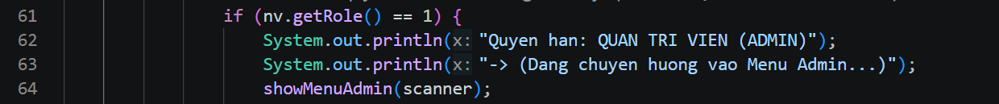 61 if (nv.getRole() == 1) {
62 System.out.println(x: "Quyen han: QUAN TRI VIEN (ADMIN)");
63 System.out.println(x: "-> (Dang chuyen huong vao Menu Admin...)");
64 showMenuAdmin(scanner);